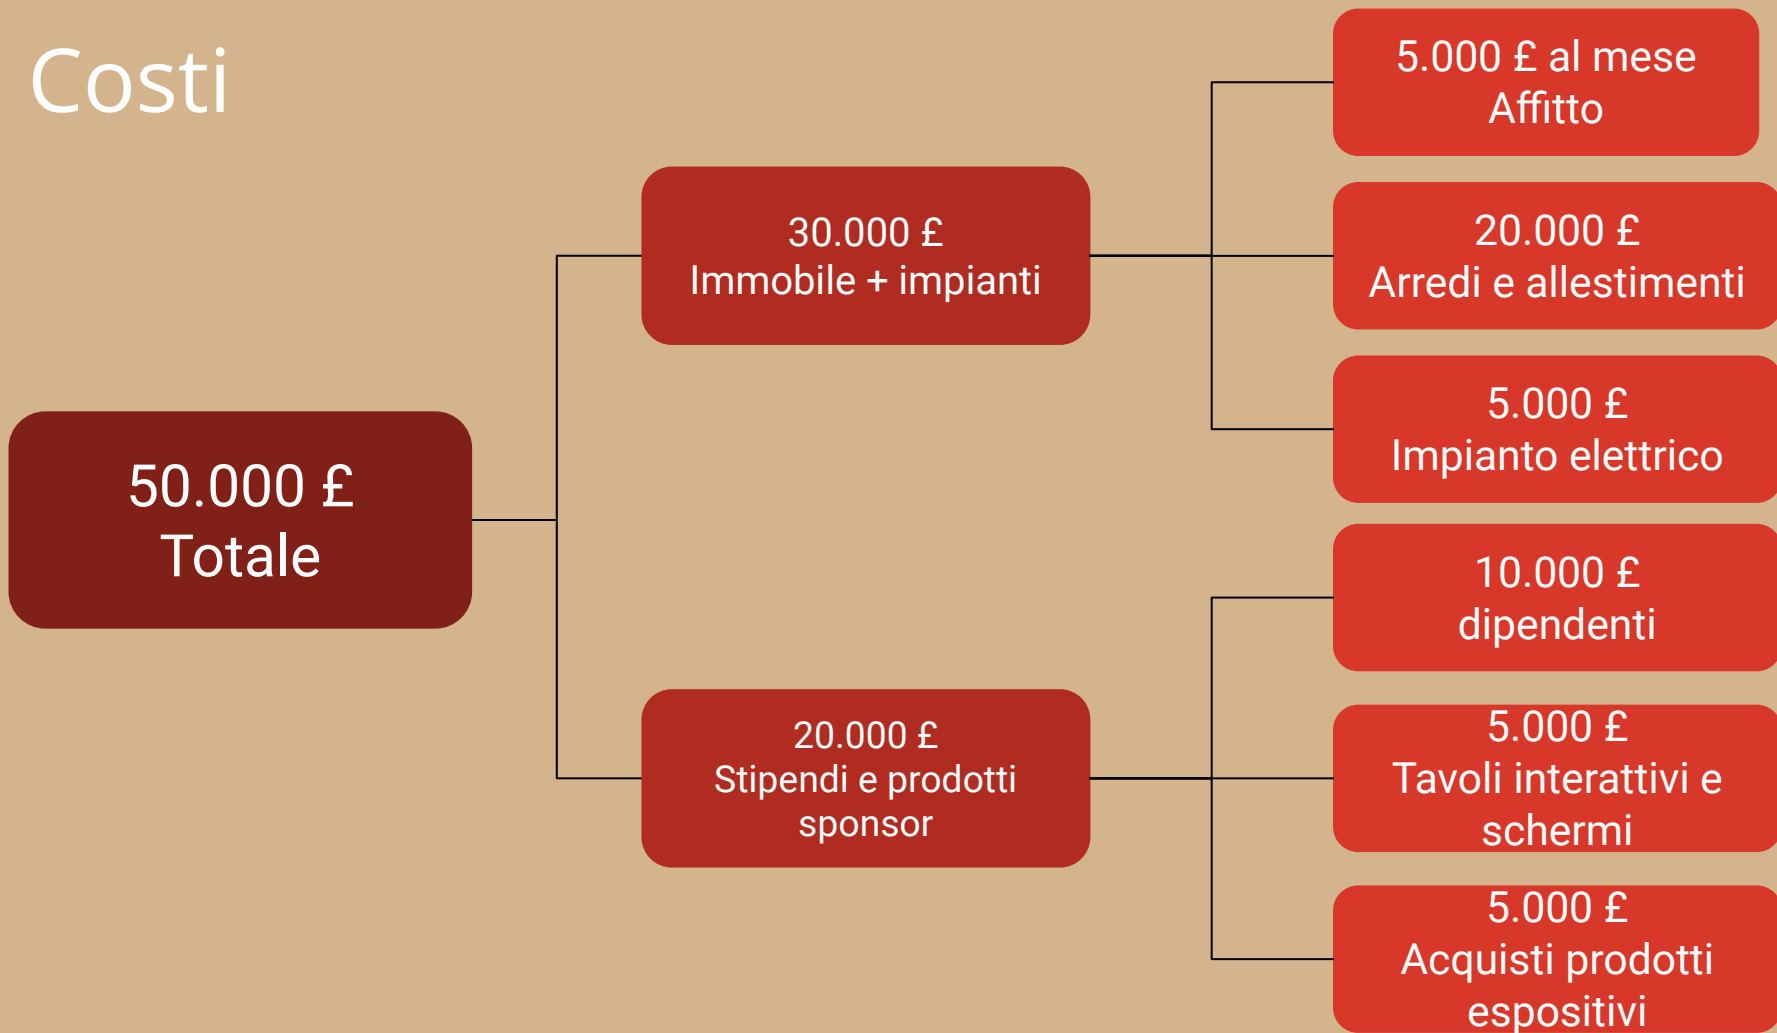 Costi
50.000 £
Totale
30.000 £
Immobile + impianti
20.000 £
Stipendi e prodotti
sponsor
5.000 £ al mese
Affitto
20.000 £
Arredi e allestimenti
5.000 £
Impianto elettrico
10.000 £
dipendenti
5.000 £
Tavoli interattivi e
schermi
5.000 £
Acquisti prodotti
espositivi